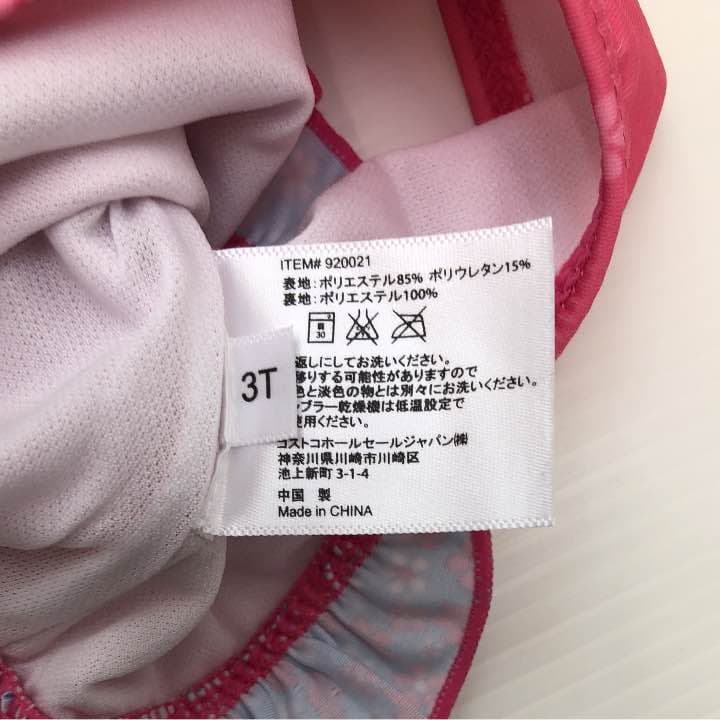 ITEM# 920021
表地:ポリエステル85% ポリウレタン15%
裏地:ポリエステル100%
弱
30
返しにしてお洗いください。
移りする可能性がありますので
色と淡色の物とは別々にお洗いください。
ンブラー乾燥機は低温設定で
使用ください。
3T
コストコホールセールジャパン㈱
神奈川県川崎市川崎区
池上新町 3-1-4
中国 製
Made in CHINA